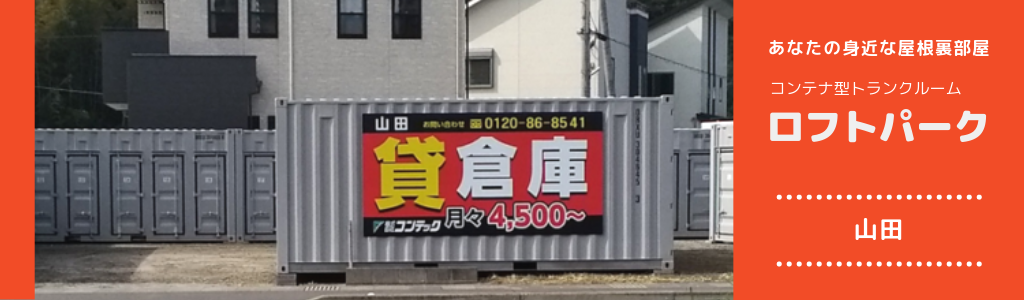 山田 お問い合わせ 0120-86-8541
貸倉庫
コンテック 月々4,500～
あなたの身近な屋根裏部屋
コンテナ型トランクルーム
ロフトパーク
山田